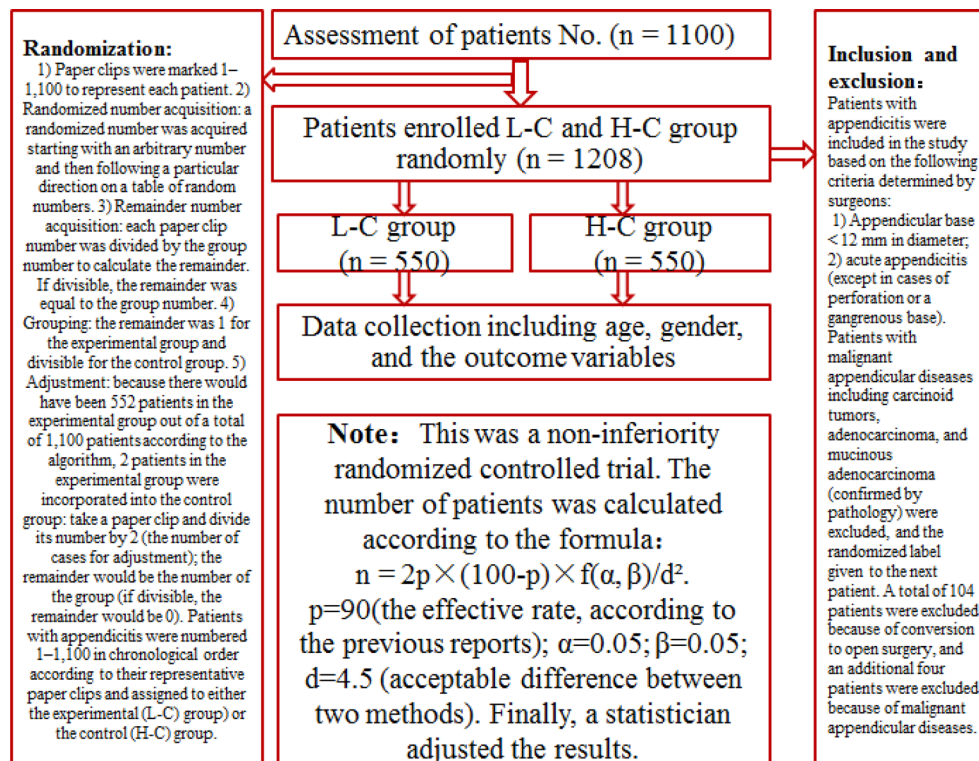 Randomization:
1) Paper clips were marked 1–
1,100 to represent each patient. 2)
Randomized number acquisition: a
randomized number was acquired
starting with an arbitrary number
and then following a particular
direction on a table of random
numbers. 3) Remainder number
acquisition: each paper clip
number was divided by the group
number to calculate the remainder.
If divisible, the remainder was
equal to the group number. 4)
Grouping: the remainder was 1 for
the experimental group and
divisible for the control group. 5)
Adjustment: because there would
have been 552 patients in the
experimental group out of a total
of 1,100 patients according to the
algorithm, 2 patients in the
experimental group were
incorporated into the control
group: take a paper clip and divide
its number by 2 (the number of
cases for adjustment); the
remainder would be the number of
the group (if divisible, the
remainder would be 0). Patients
with appendicitis were numbered
1–1,100 in chronological order
according to their representative
paper clips and assigned to either
the experimental (L-C) group) or
the control (H-C) group.
Assessment of patients No. (n = 1100)
Patients enrolled L-C and H-C group
randomly (n = 1208)
L-C group
(n = 550)
H-C group
(n = 550)
Data collection including age, gender,
and the outcome variables
Note: This was a non-inferiority
randomized controlled trial. The
number of patients was calculated
according to the formula:
n = 2p×(100-p)×f(α, β)/d².
p=90(the effective rate, according to
the previous reports); α=0.05; β=0.05;
d=4.5 (acceptable difference between
two methods). Finally, a statistician
adjusted the results.
Inclusion and
exclusion:
Patients with
appendicitis were
included in the study
based on the following
criteria determined by
surgeons:
1) Appendicular base
< 12 mm in diameter;
2) acute appendicitis
(except in cases of
perforation or a
gangrenous base).
Patients with
malignant
appendicular diseases
including carcinoid
tumors,
adenocarcinoma, and
mucinous
adenocarcinoma
(confirmed by
pathology) were
excluded, and the
randomized label
given to the next
patient. A total of 104
patients were excluded
because of conversion
to open surgery, and
an additional four
patients were excluded
because of malignant
appendicular diseases.